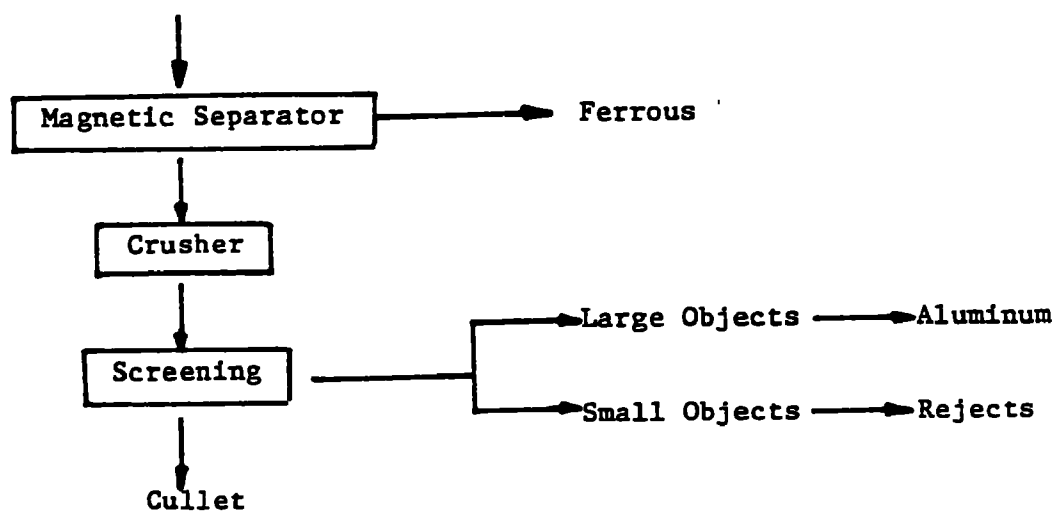 Magnetic Separator
Ferrous
Crusher
Large Objects
Aluminum
Screening
Small Objects
Rejects
Cullet